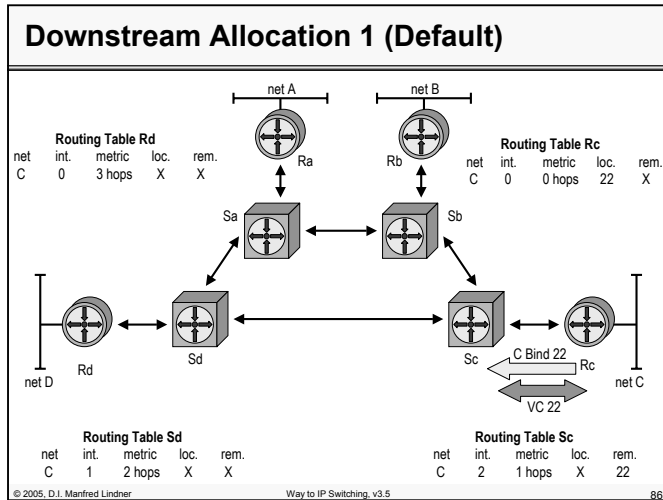 Downstream Allocation 1 (Default)
net A
net B
Routing Table Rd
net int. metric loc. rem.
C 0 3 hops X X
Ra
Rb
Routing Table Rc
net int. metric loc. rem.
C 0 0 hops 22 X
Sa
Sb
Rd
Sd
Sc
C Bind 22
Rc
VC 22
net D
net C
Routing Table Sd
net int. metric loc. rem.
C 1 2 hops X X
Routing Table Sc
net int. metric loc. rem.
C 2 1 hops X 22
© 2005, D.I. Manfred Lindner
Way to IP Switching, v3.5
86